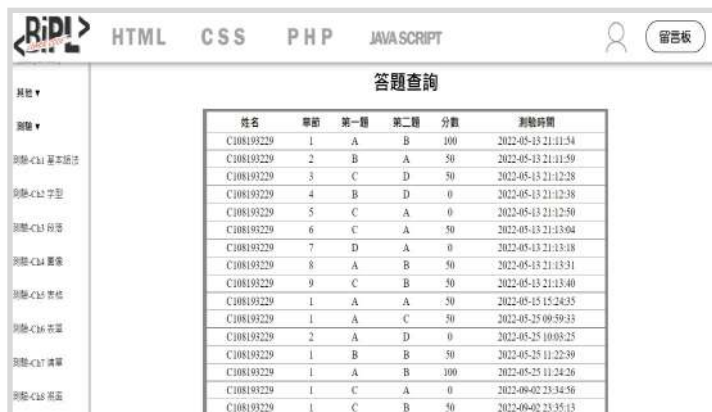 <RiPL>
HTML CSS PHP JAVA SCRIPT 留言板
其他▼
測驗▼
測驗-Ch1 基本語法
測驗-Ch2 字型
測驗-Ch3 段落
測驗-Ch4 圖像
測驗-Ch5 表格
測驗-Ch6 表單
測驗-Ch7 清單
答題查詢
姓名 章節 第一題 第二題 分數 測驗時間
C108193229 1 A B 100 2022-05-13 21:11:54
C108193229 2 B A 50 2022-05-13 21:11:59
C108193229 3 C D 50 2022-05-13 21:12:28
C108193229 4 B D 0 2022-05-13 21:12:38
C108193229 5 C A 0 2022-05-13 21:12:50
C108193229 6 C A 50 2022-05-13 21:13:04
C108193229 7 D A 0 2022-05-13 21:13:18
C108193229 8 A B 50 2022-05-13 21:13:31
C108193229 9 C B 50 2022-05-13 21:13:40
C108193229 1 A A 50 2022-05-15 15:24:35
C108193229 1 A C 50 2022-05-25 09:59:33
C108193229 2 A D 0 2022-05-25 10:03:25
C108193229 1 B B 50 2022-05-25 11:22:39
C108193229 1 A B 100 2022-05-25 11:24:26
C108193229 1 C A 0 2022-09-02 23:34:56
C108193229 1 C B 50 2022-09-02 23:35:13